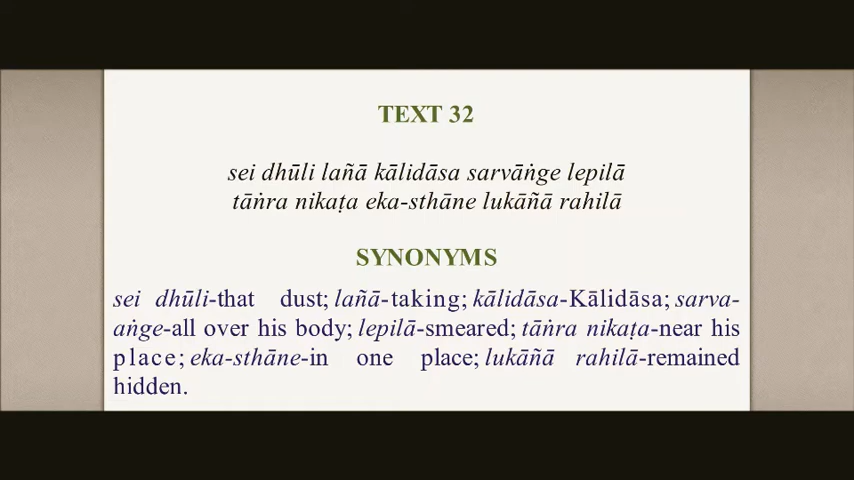 TEXT 32
sei dhūli lañā kālidāsa sarvāṅge lepilā
tāṅra nikaṭa eka-sthāne lukāñā rahilā
SYNONYMS
sei dhūli-that dust; lañā-taking; kālidāsa-Kālidāsa; sarva-
aṅge-all over his body; lepilā-smeared; tāṅra nikaṭa-near his
place; eka-sthāne-in one place; lukāñā rahilā-remained
hidden.